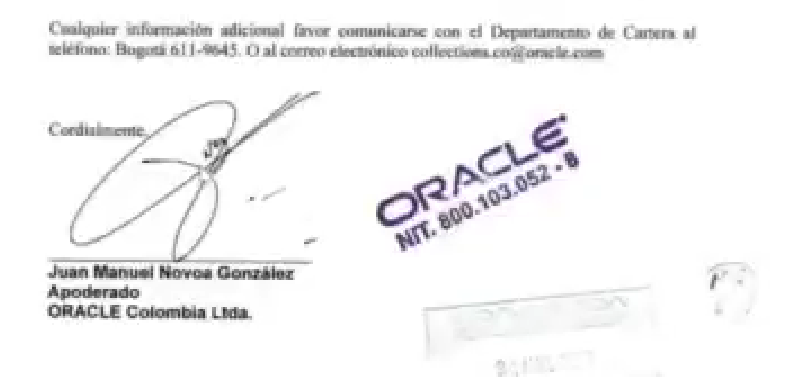 Cualquier información adicional favor comunicarse con el Departamento de Cartera al
teléfono: Bogotá 611-9645. O al correo electrónico collections.co@oracle.com
Cordialmente,
ORACLE
NIT. 800.103.052 - 8
Juan Manuel Novoa González
Apoderado
ORACLE Colombia Ltda.